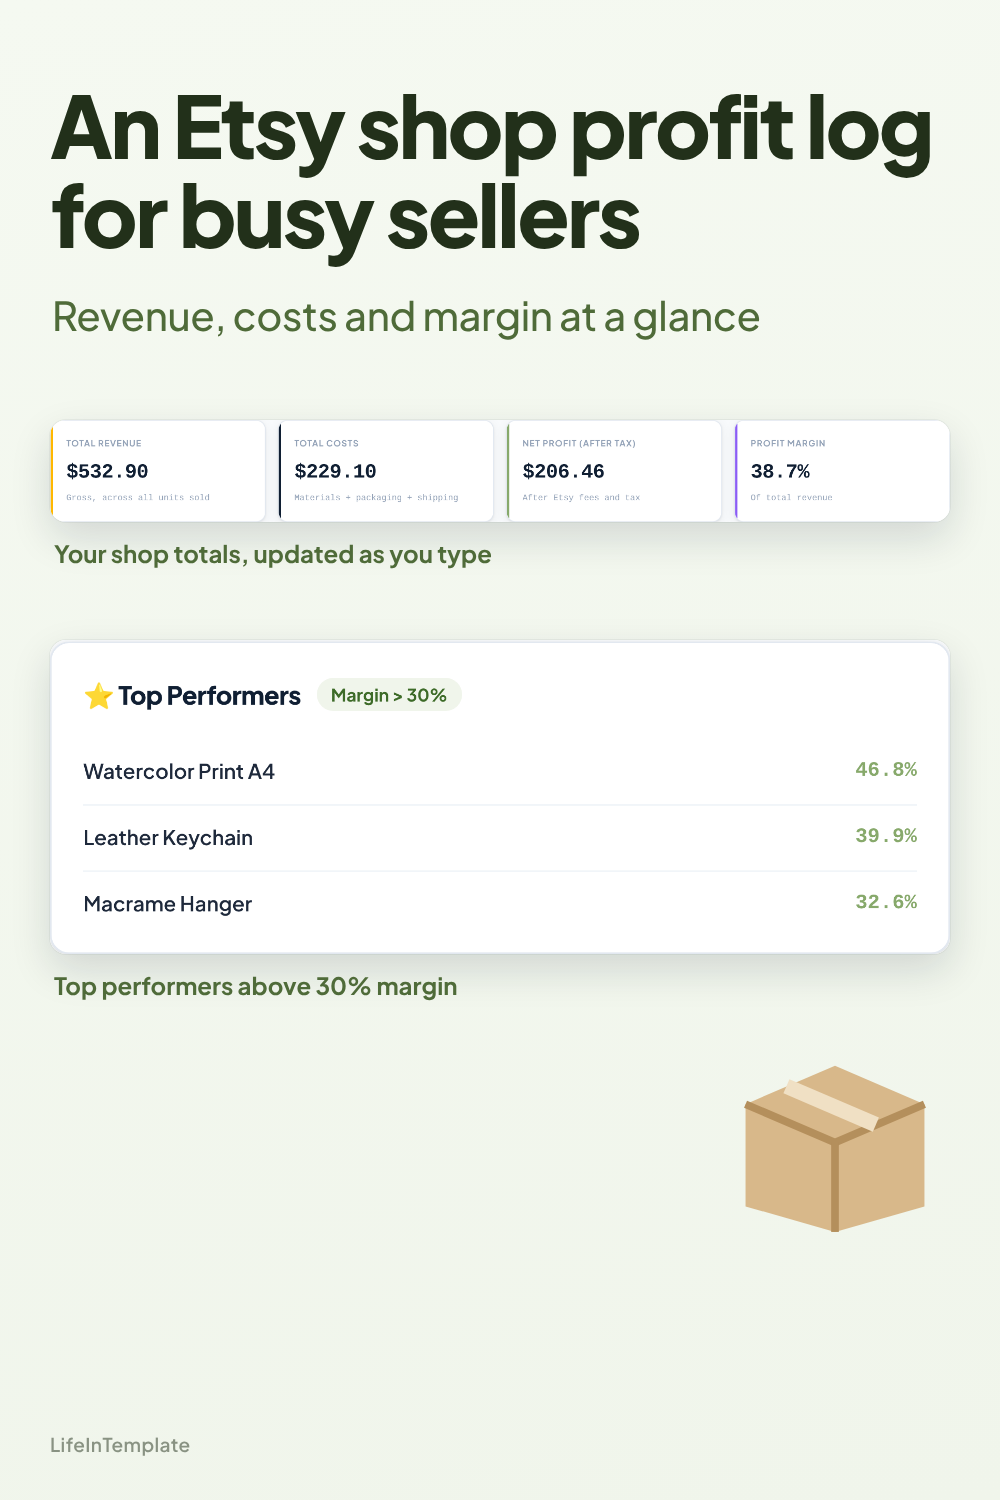 An Etsy shop profit log
for busy sellers
Revenue, costs and margin at a glance
TOTAL REVENUE
$532.90
Gross, across all units sold
TOTAL COSTS
$229.10
Materials + packaging + shipping
NET PROFIT (AFTER TAX)
$206.46
After Etsy fees and tax
PROFIT MARGIN
38.7%
Of total revenue
Your shop totals, updated as you type
⭐ Top Performers Margin > 30%
Watercolor Print A4 46.8%
Leather Keychain 39.9%
Macrame Hanger 32.6%
Top performers above 30% margin
LifeInTemplate